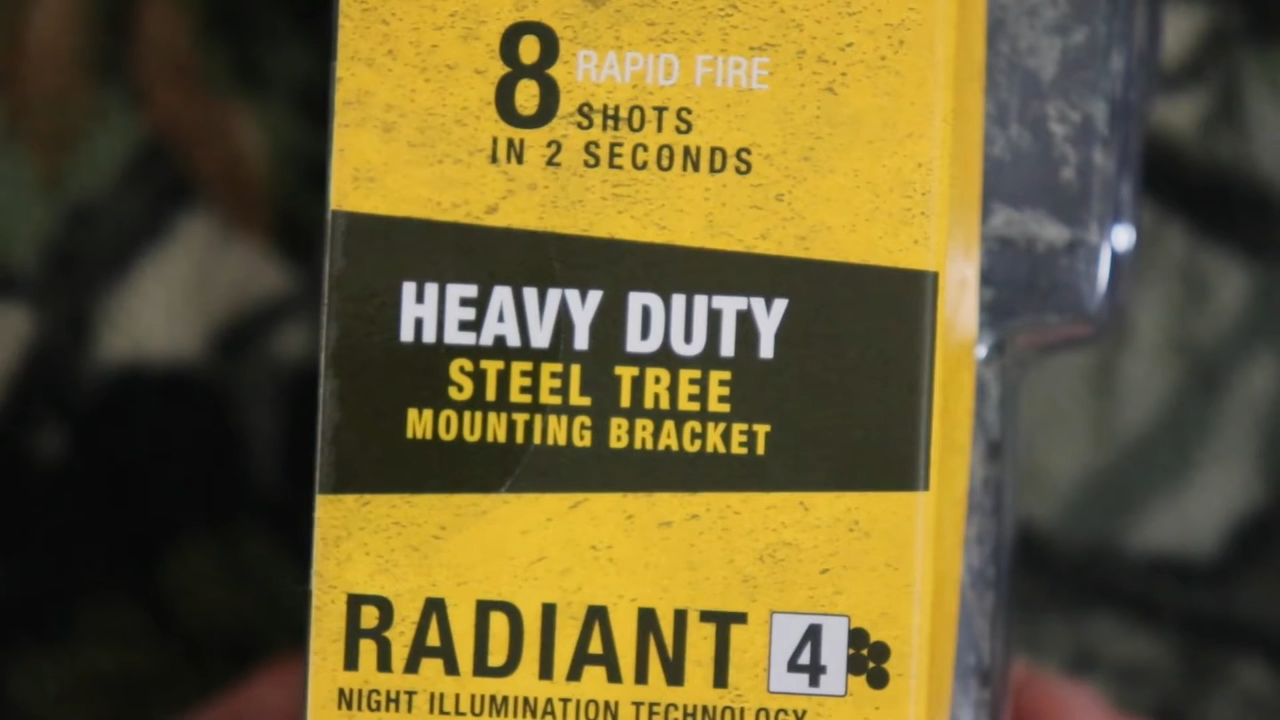 8 RAPID FIRE
SHOTS
IN 2 SECONDS
HEAVY DUTY
STEEL TREE
MOUNTING BRACKET
RADIANT 4
NIGHT ILLUMINATION TECHNOLOGY